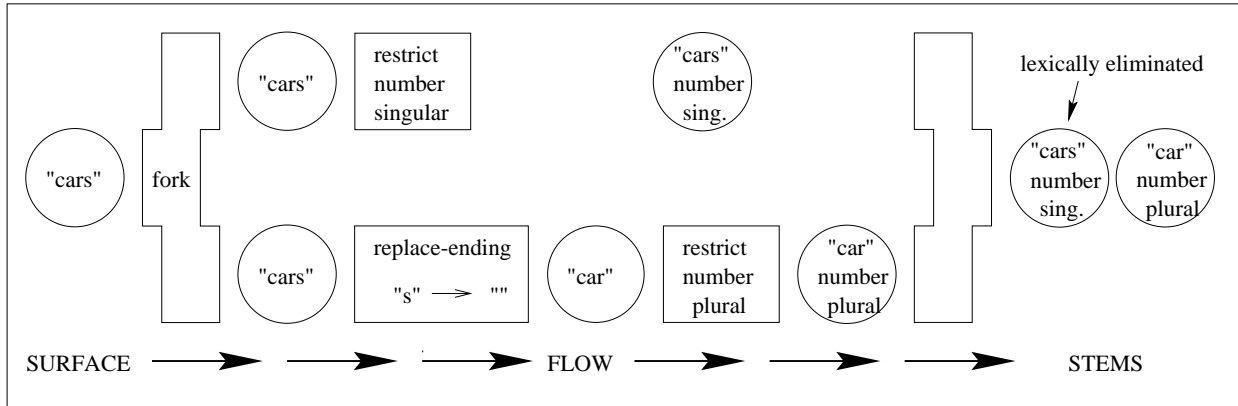 "cars"
fork
"cars"
restrict
number
singular
"cars"
number
sing.
"cars"
replace-ending
"s" → ""
"car"
restrict
number
plural
"car"
number
plural
lexically eliminated
"cars"
number
sing.
"car"
number
plural
SURFACE
FLOW
STEMS